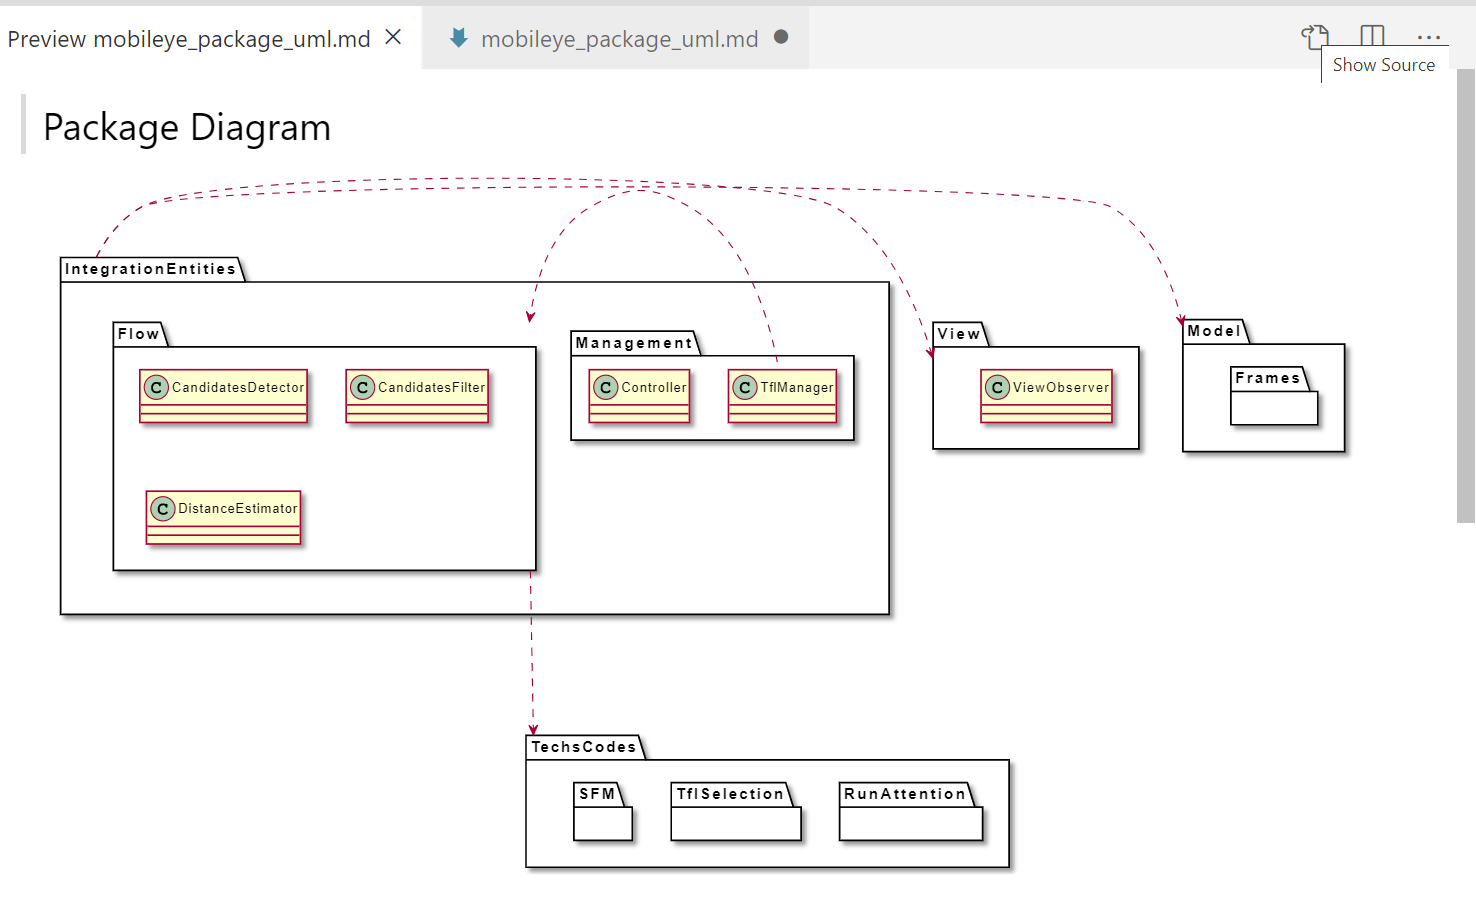 Preview mobileye_package_uml.md
mobileye_package_uml.md
Show Source
Package Diagram
IntegrationEntities
Flow
Management
View
Model
Frames
C CandidatesDetector
C CandidatesFilter
C Controller
C TflManager
C ViewObserver
C DistanceEstimator
TechsCodes
SFM
TflSelection
RunAttention